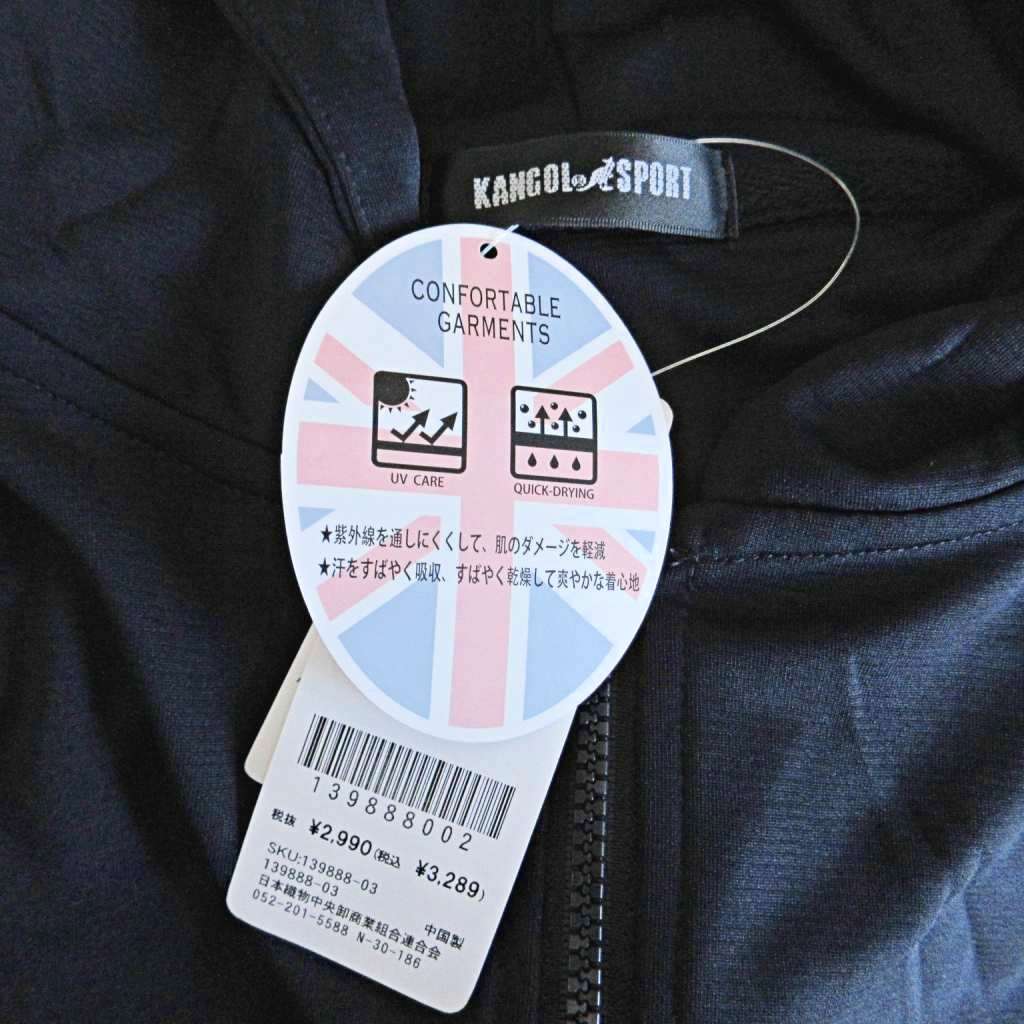 KANGOL SPORT
CONFORTABLE
GARMENTS
UV CARE
QUICK-DRYING
★紫外線を通しにくくして、肌のダメージを軽減
★汗をすばやく吸収、すばやく乾燥して爽やかな着心地
139888002
税抜 ¥2,990(税込 ¥3,289)
SKU:139888-03
139888-03
中国製
日本織物中央卸商業組合連合会
052-201-5588 N-30-186